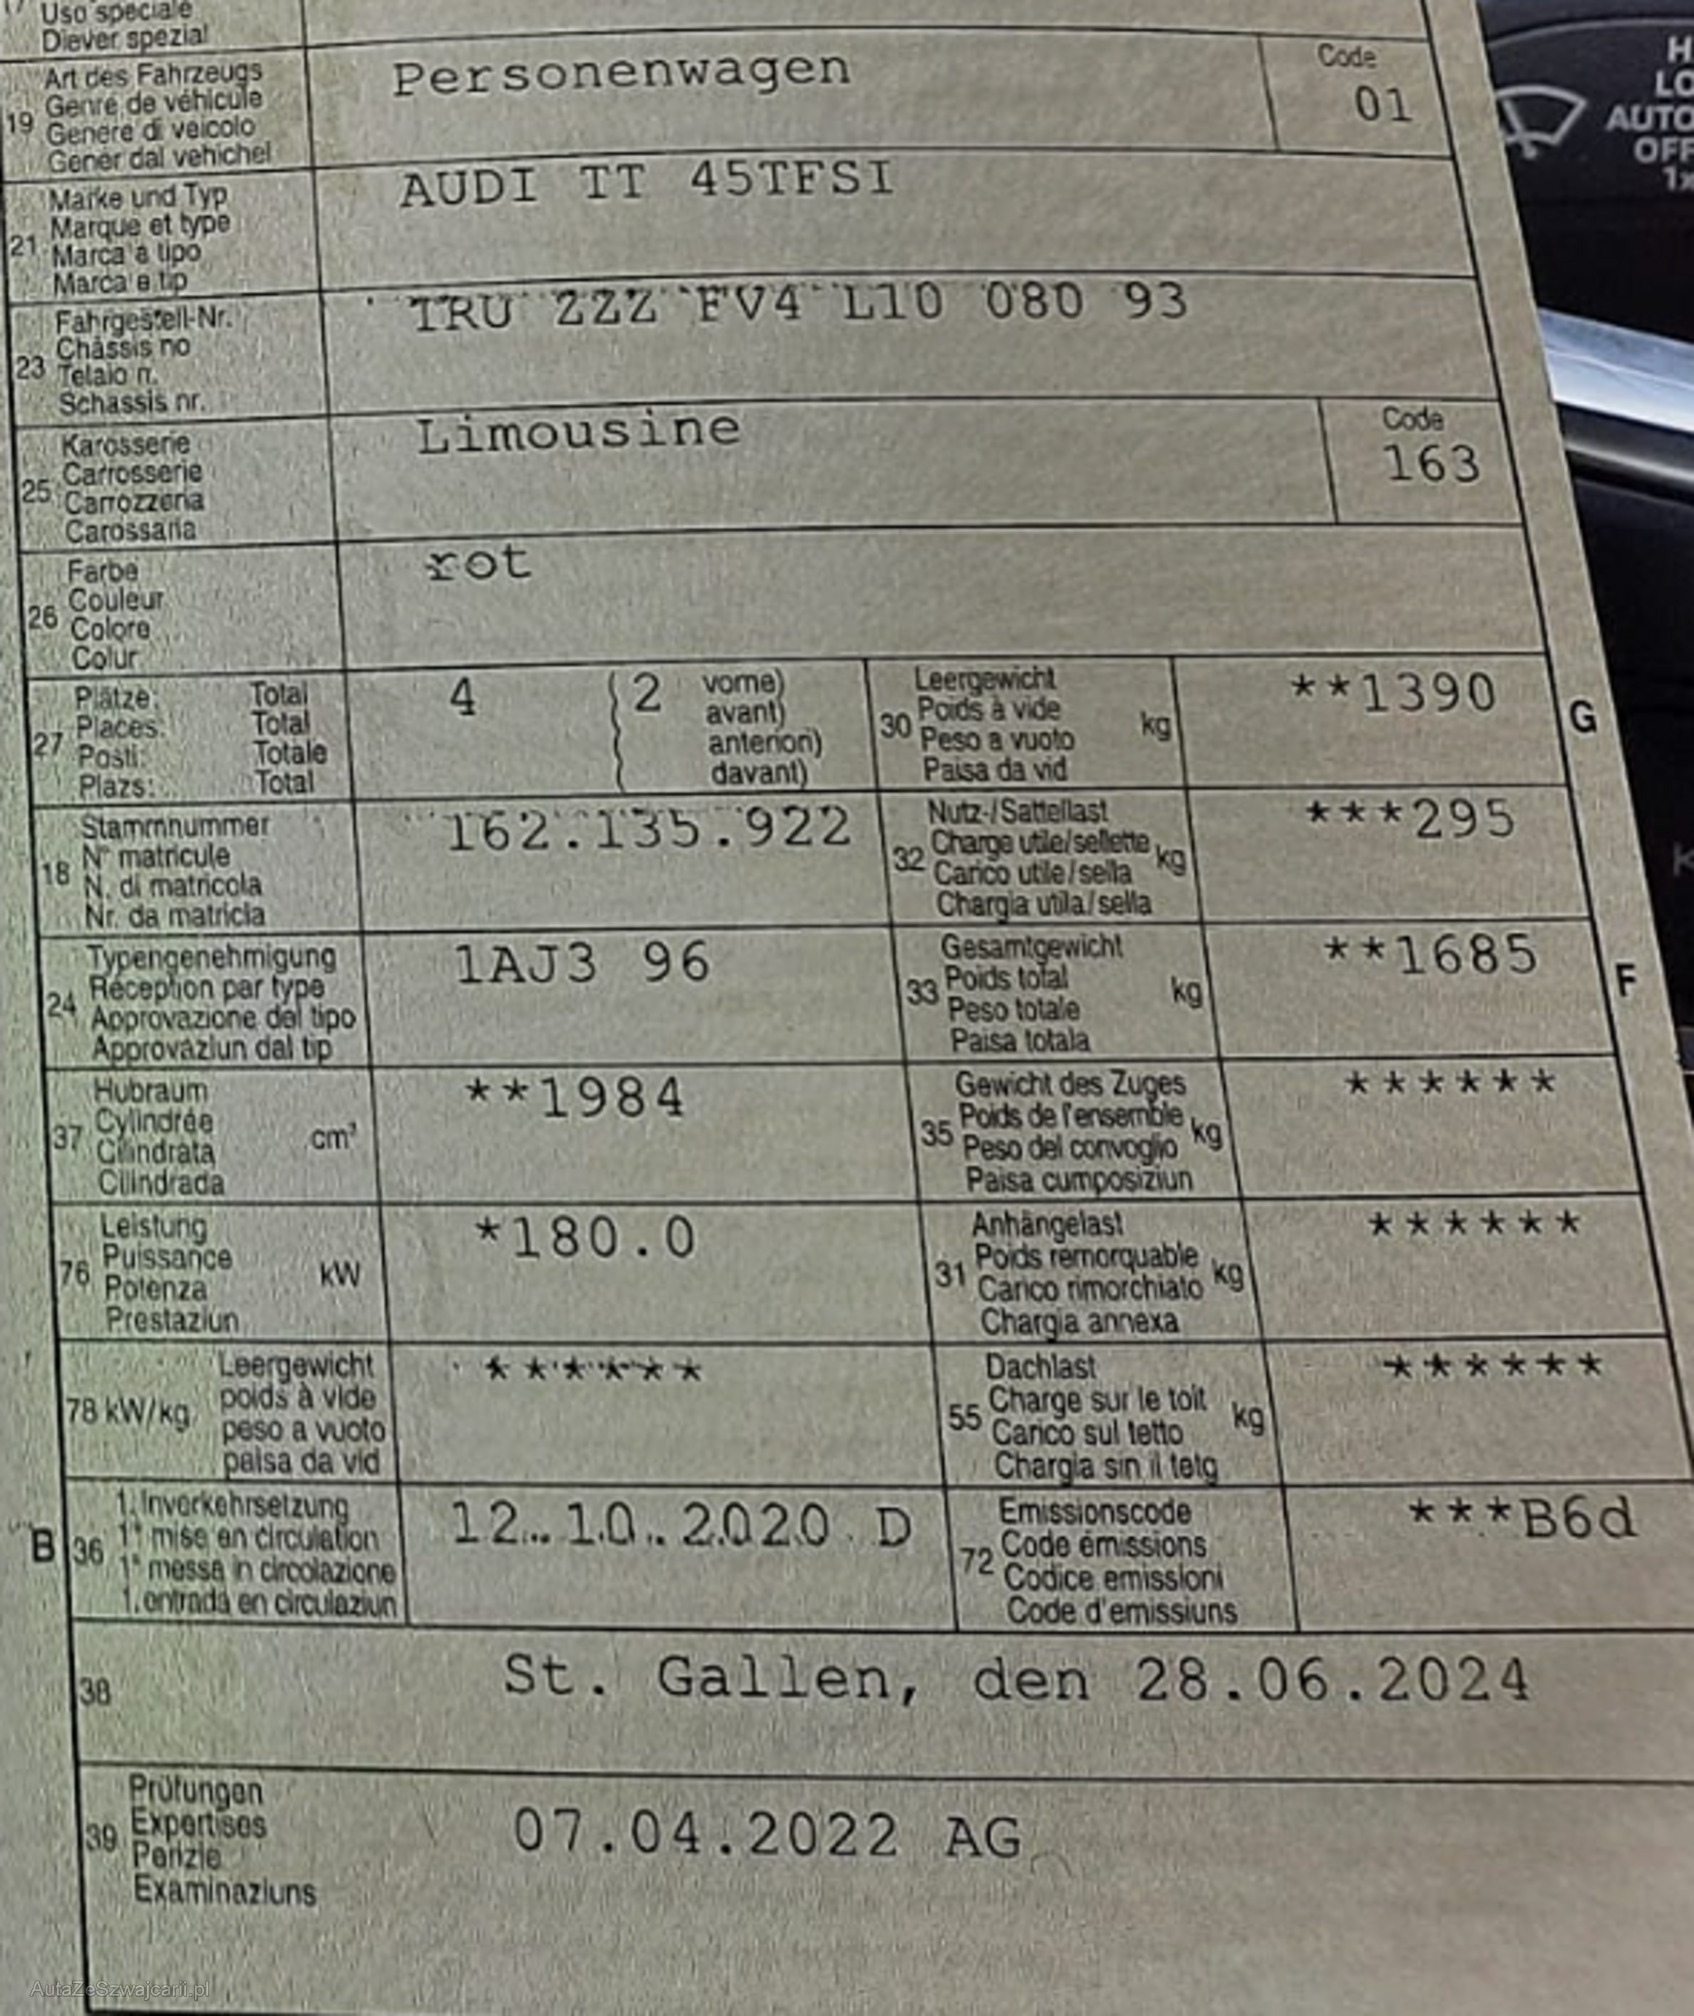 17 Uso speciale
Diever spezial
19 Art des Fahrzeugs
Genre de véhicule
Genere di veicolo
Gener dal vehichel
Personenwagen
Code
01
21 Marke und Typ
Marque et type
Marca e tipo
Marca e tip
AUDI TT 45TFSI
23 Fahrgestell-Nr.
Châssis no
Telaio n.
Schassis nr.
TRU ZZZ FV4 L10 080 93
25 Karosserie
Carrosserie
Carrozzeria
Carossaria
Limousine
Code
163
26 Farbe
Couleur
Colore
Colur
rot
27 Plätze: Total
Places: Total
Posti: Totale
Plazs: Total
4 ( 2 vorne)
avant)
anteriori)
davant)
30 Leergewicht
Poids à vide
Peso a vuoto
Paisa da vid
kg
**1390
G
18 Stammnummer
N° matricule
N. di matricola
Nr. da matricla
162.135.922
32 Nutz-/Sattellast
Charge utile/sellette
Carico utile/sella
Chargia utila/sella
kg
***295
24 Typengenehmigung
Réception par type
Approvazione del tipo
Approvaziun dal tip
1AJ3 96
33 Gesamtgewicht
Poids total
Peso totale
Paisa totala
kg
**1685
F
37 Hubraum
Cylindrée
Cilindrata
Cilindrada
cm³
**1984
35 Gewicht des Zuges
Poids de l'ensemble
Peso del convoglio
Paisa cumposiziun
kg
******
76 Leistung
Puissance
Potenza
Prestaziun
kW
*180.0
31 Anhängelast
Poids remorquable
Carico rimorchiato
Chargia annexa
kg
******
78 kW/kg
Leergewicht
poids à vide
peso a vuoto
paisa da vid
******
55 Dachlast
Charge sur le toit
Carico sul tetto
Chargia sin il tetg
kg
******
B 36 1. Inverkehrsetzung
1° mise en circulation
1° messa in circolazione
1. entrada en circulaziun
12.10.2020 D
72 Emissionscode
Code émissions
Codice emissioni
Code d'emissiuns
***B6d
38
St. Gallen, den 28.06.2024
39 Prüfungen
Expertises
Perizie
Examinaziuns
07.04.2022 AG
AutaZeSzwajcarii.pl
AUTO
OFF
1x